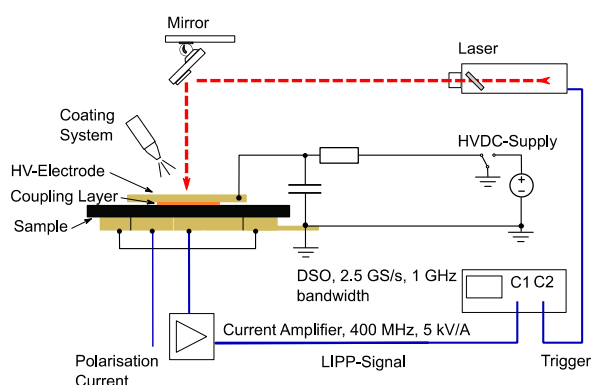 Mirror
Laser
Coating
System
HVDC-Supply
HV-Electrode
Coupling Layer
Sample
DSO, 2.5 GS/s, 1 GHz
bandwidth
C1 C2
Current Amplifier, 400 MHz, 5 kV/A
Polarisation
Current
LIPP-Signal
Trigger